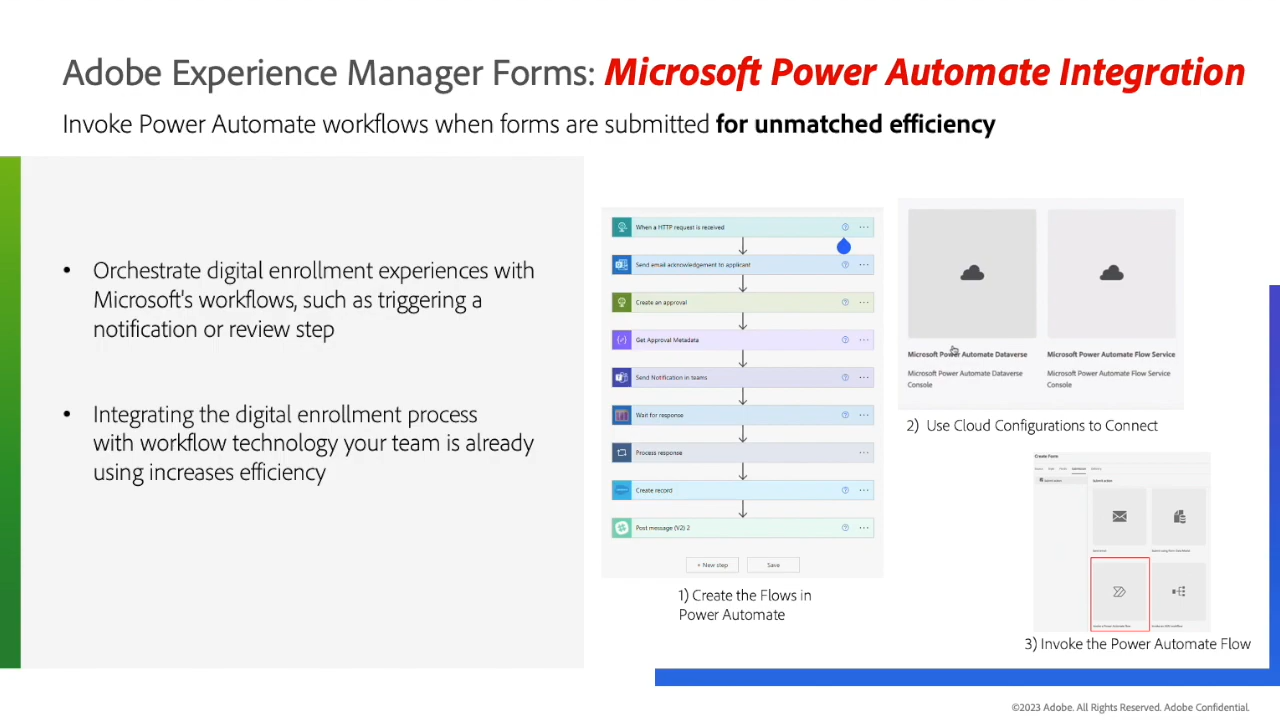 Adobe Experience Manager Forms: Microsoft Power Automate Integration
Invoke Power Automate workflows when forms are submitted for unmatched efficiency
• Orchestrate digital enrollment experiences with
Microsoft's workflows, such as triggering a
notification or review step
• Integrating the digital enrollment process
with workflow technology your team is already
using increases efficiency
When a HTTP request is received
Send email acknowledgement to applicant
Create an approval
Get Approval Metadata
Send Notification in teams
Wait for response
Process response
Create record
Post message (V2) 2
+ New step
Save
1) Create the Flows in
Power Automate
Microsoft Power Automate Dataverse
Microsoft Power Automate Dataverse
Console
Microsoft Power Automate Flow Service
Microsoft Power Automate Flow Service
Console
2) Use Cloud Configurations to Connect
Create Form
Submit action
3) Invoke the Power Automate Flow
©2023 Adobe. All Rights Reserved. Adobe Confidential.